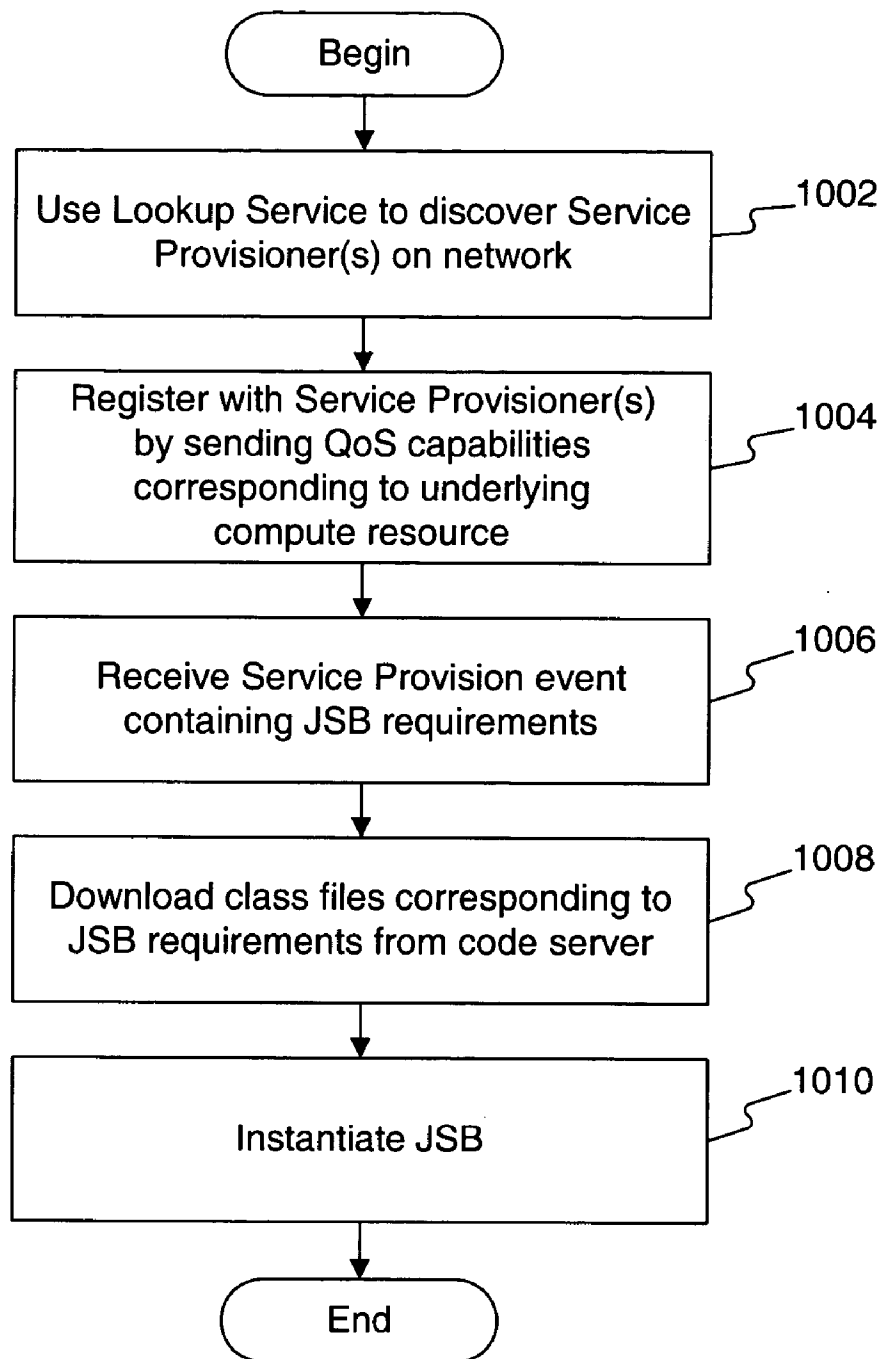 Begin
Use Lookup Service to discover Service
Provisioner(s) on network
1002
Register with Service Provisioner(s)
by sending QoS capabilities
corresponding to underlying
compute resource
1004
Receive Service Provision event
containing JSB requirements
1006
Download class files corresponding to
JSB requirements from code server
1008
Instantiate JSB
1010
End